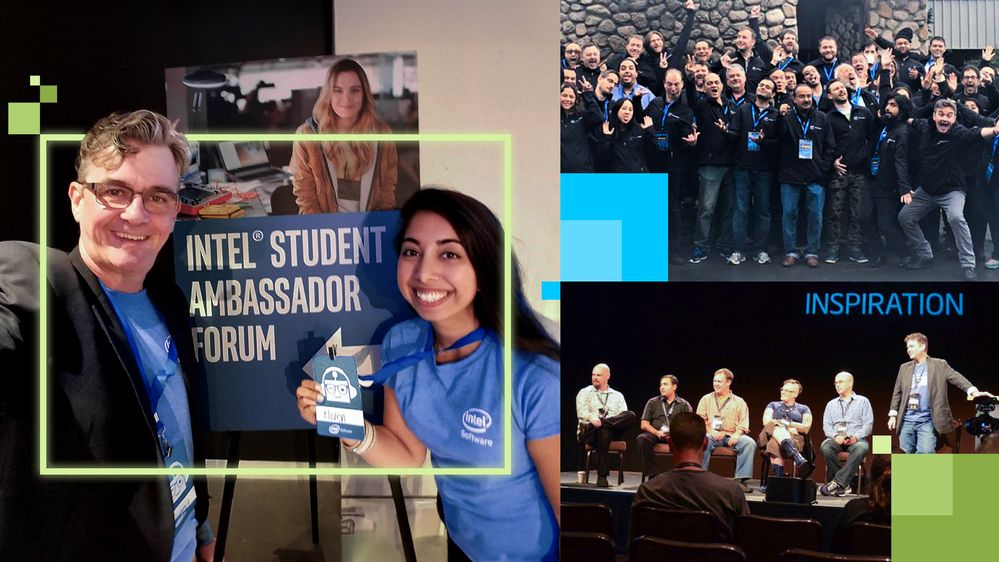 INTEL® STUDENT
AMBASSADOR
FORUM
intel
Software
INSPIRATION